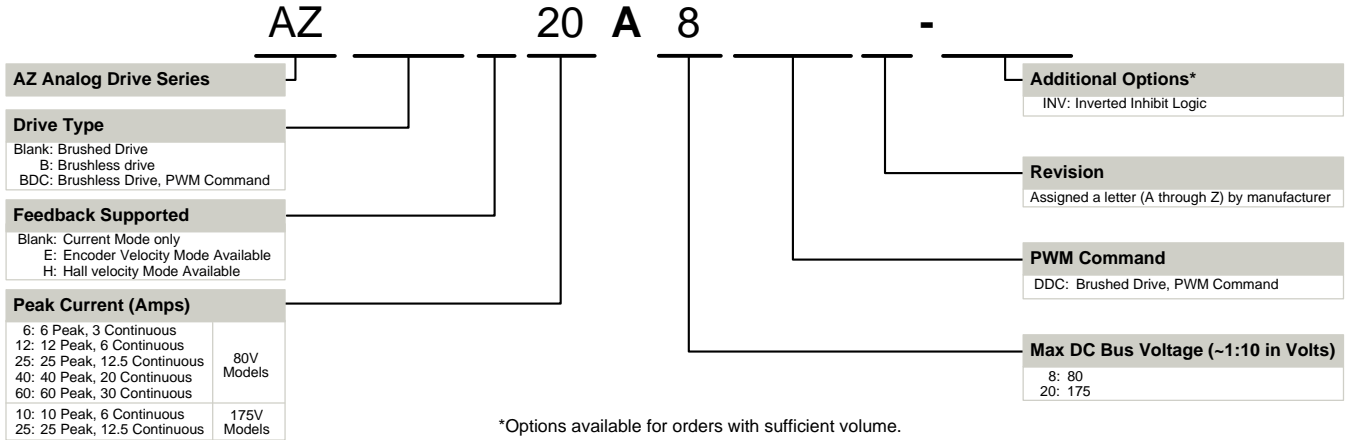 AZ 20 A 8 -
AZ Analog Drive Series
Drive Type
Blank: Brushed Drive
B: Brushless drive
BDC: Brushless Drive, PWM Command
Feedback Supported
Blank: Current Mode only
E: Encoder Velocity Mode Available
H: Hall velocity Mode Available
Peak Current (Amps)
6: 6 Peak, 3 Continuous
12: 12 Peak, 6 Continuous
25: 25 Peak, 12.5 Continuous
40: 40 Peak, 20 Continuous
60: 60 Peak, 30 Continuous
80V
Models
10: 10 Peak, 6 Continuous
25: 25 Peak, 12.5 Continuous
175V
Models
Additional Options*
INV: Inverted Inhibit Logic
Revision
Assigned a letter (A through Z) by manufacturer
PWM Command
DDC: Brushed Drive, PWM Command
Max DC Bus Voltage (~1:10 in Volts)
8: 80
20: 175
*Options available for orders with sufficient volume.